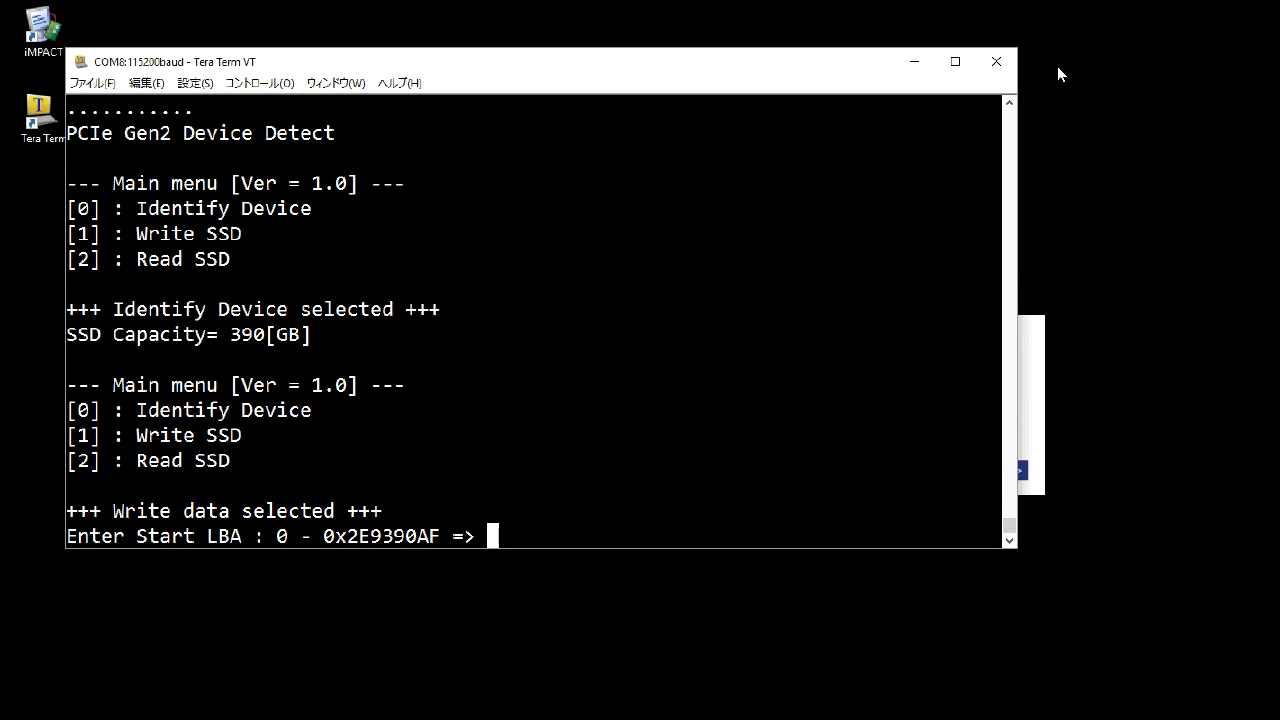 iMPACT
Tera Term
COM8:115200baud - Tera Term VT
ファイル(F) 編集(E) 設定(S) コントロール(O) ウィンドウ(W) ヘルプ(H)
...........
PCIe Gen2 Device Detect
--- Main menu [Ver = 1.0] ---
[0] : Identify Device
[1] : Write SSD
[2] : Read SSD
+++ Identify Device selected +++
SSD Capacity= 390[GB]
--- Main menu [Ver = 1.0] ---
[0] : Identify Device
[1] : Write SSD
[2] : Read SSD
+++ Write data selected +++
Enter Start LBA : 0 - 0x2E9390AF =>